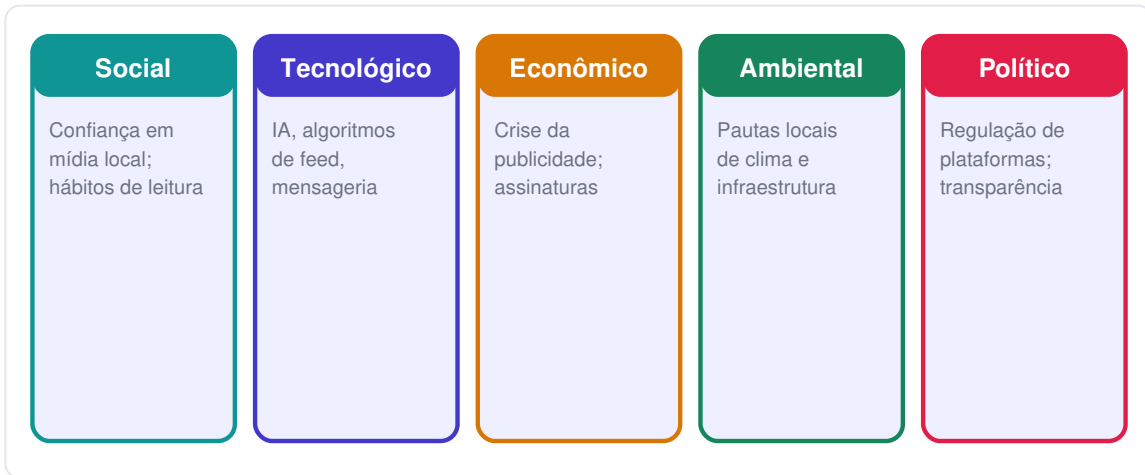 Social
Confiança em
mídia local;
hábitos de leitura
Tecnológico
IA, algoritmos
de feed,
mensageria
Econômico
Crise da
publicidade;
assinaturas
Ambiental
Pautas locais
de clima e
infraestrutura
Político
Regulação de
plataformas;
transparência